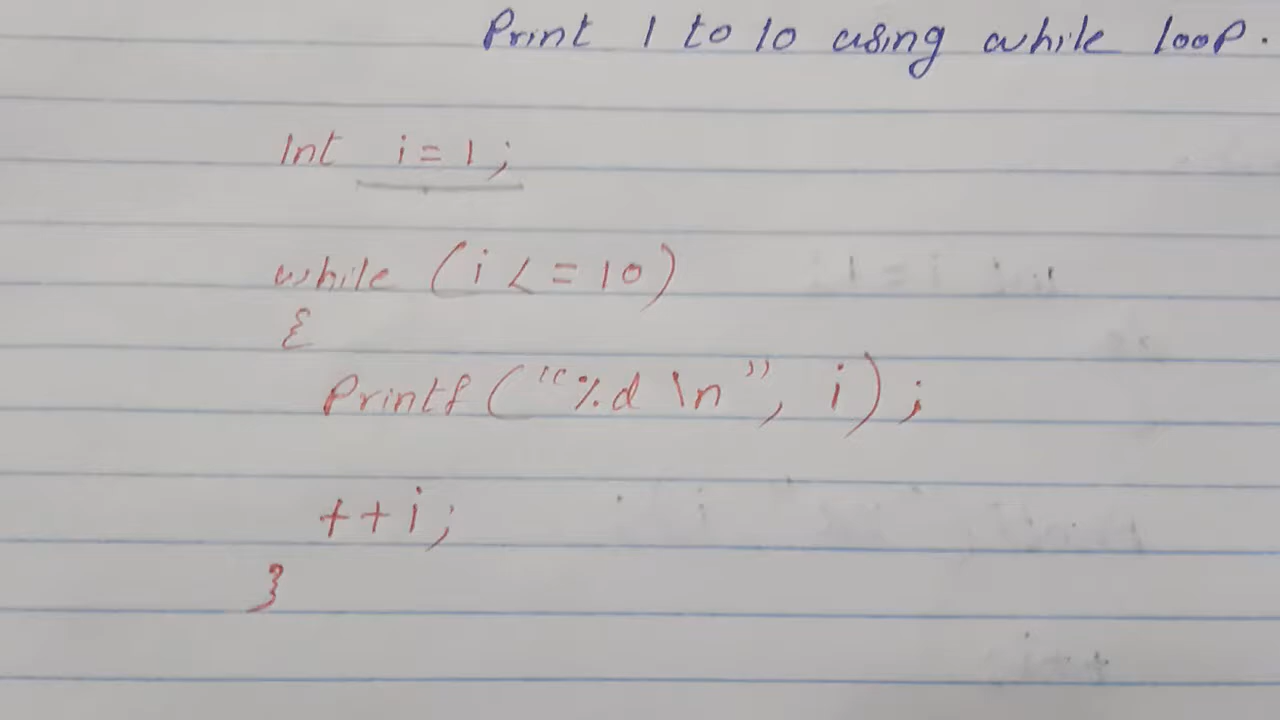 Print 1 to 10 using while loop.
Int i = 1;
while (i <= 10)
{
Printf ("%d \n", i);
++i;
}